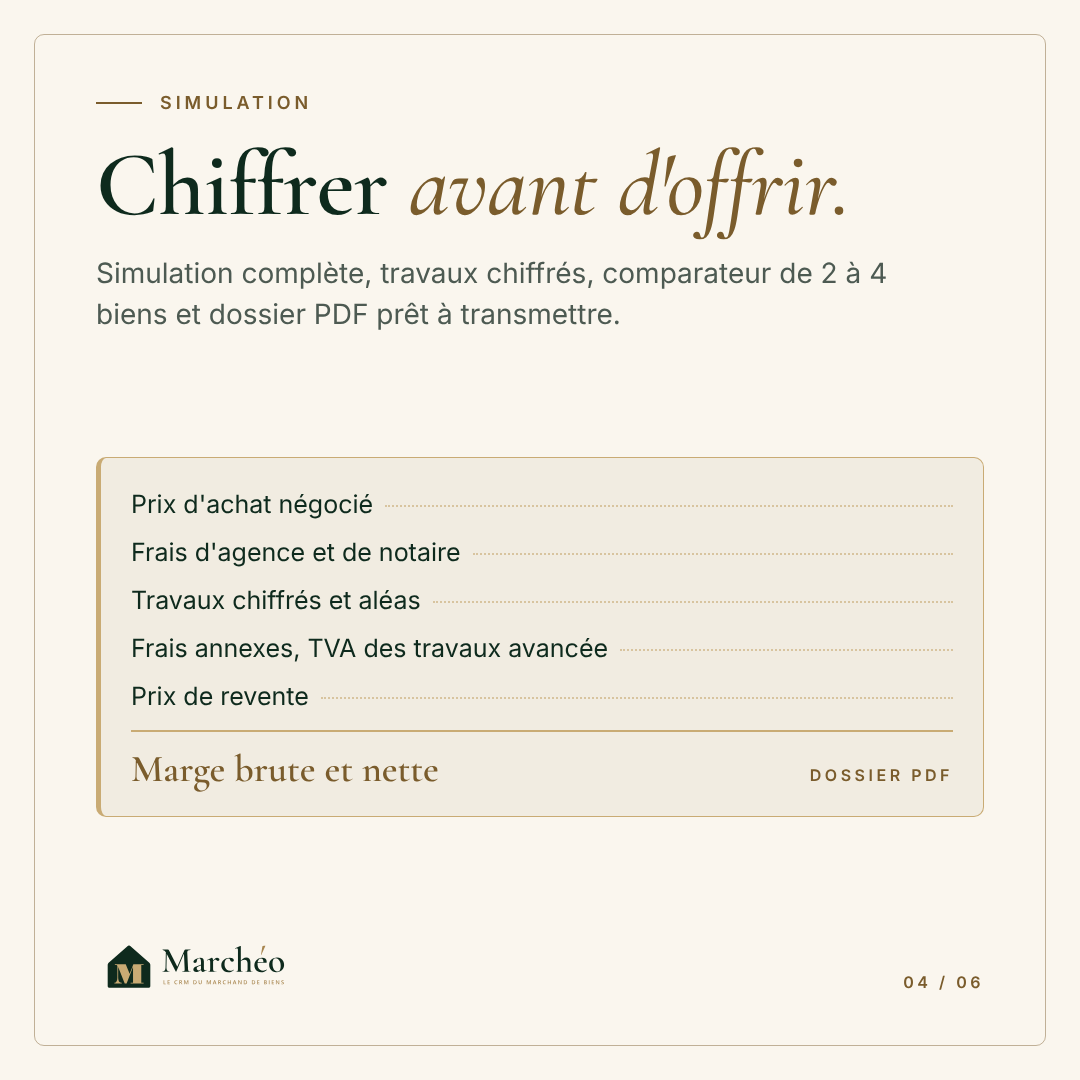 SIMULATION
Chiffrer avant d'offrir.
Simulation complète, travaux chiffrés, comparateur de 2 à 4
biens et dossier PDF prêt à transmettre.
Prix d'achat négocié
Frais d'agence et de notaire
Travaux chiffrés et aléas
Frais annexes, TVA des travaux avancée
Prix de revente
Marge brute et nette
DOSSIER PDF
M
Marchéo
LE CRM DU MARCHAND DE BIENS
04 / 06